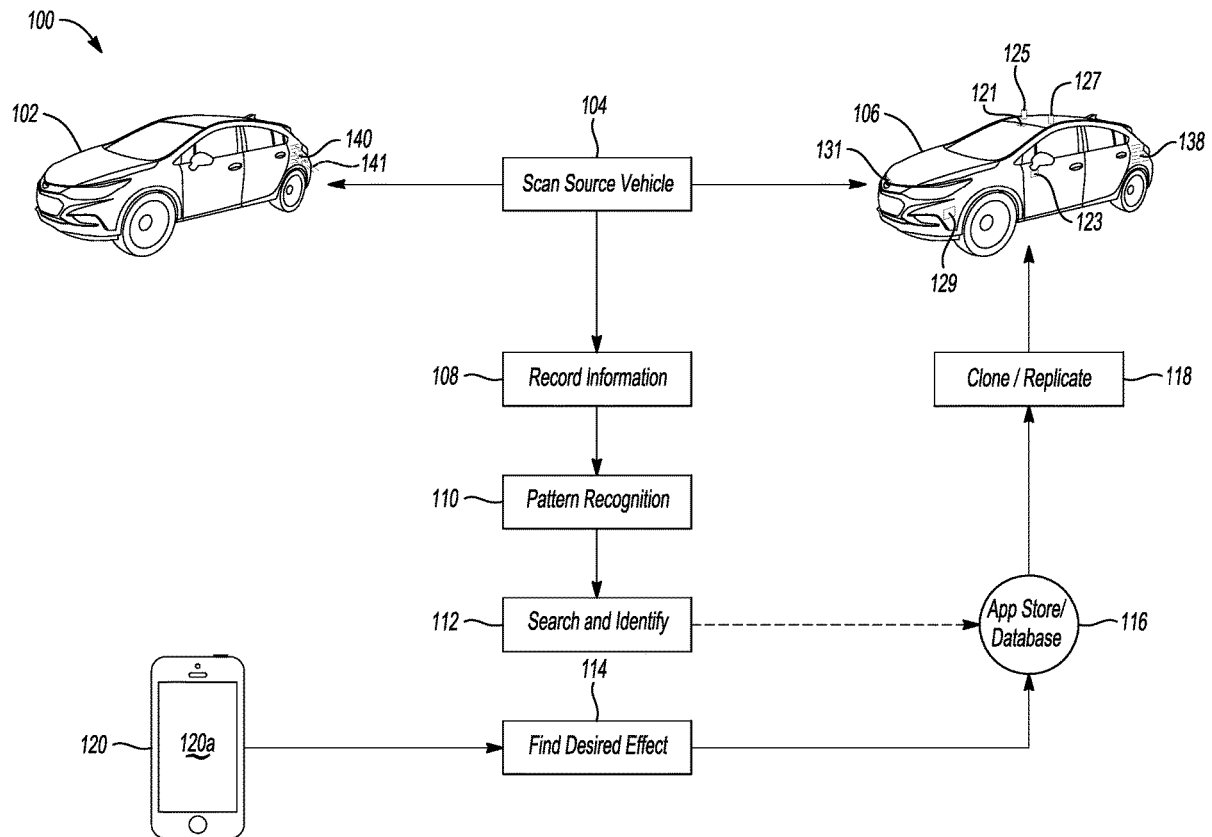 100
125
127
121
102
104
106
140
141
131
138
Scan Source Vehicle
123
129
108
Record Information
Clone / Replicate
118
110
Pattern Recognition
112
Search and Identify
App Store/
Database
116
114
120
120a
Find Desired Effect